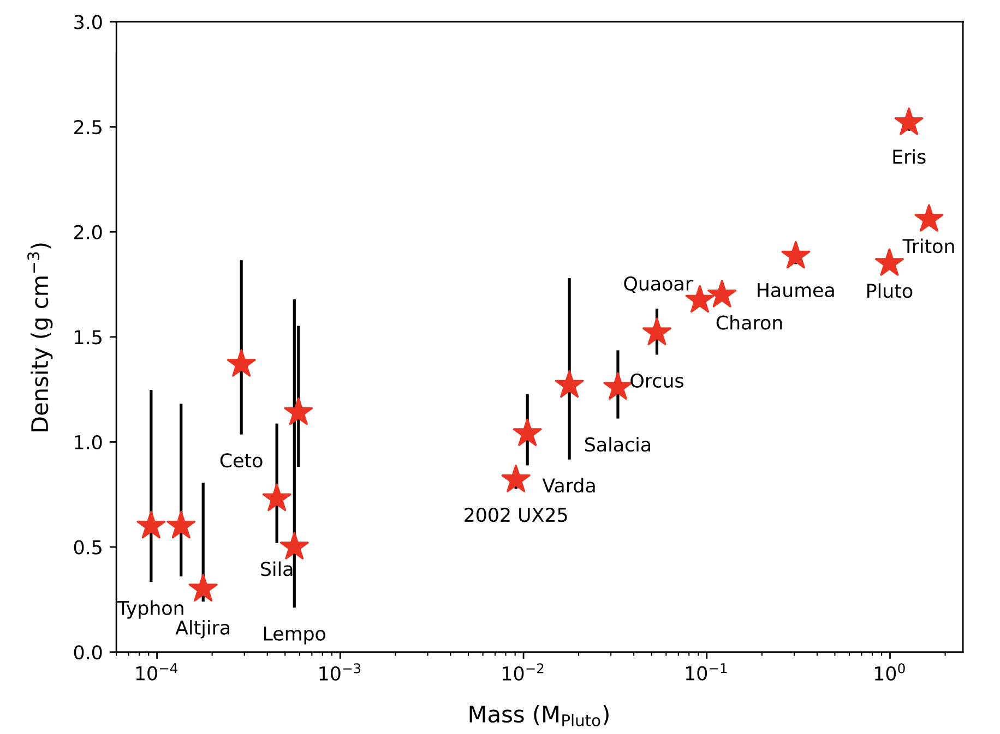 3.0
2.5
2.0
1.5
1.0
0.5
0.0
Density (g cm⁻³)
Eris
Triton
Quaoar
Haumea
Pluto
Charon
Orcus
Salacia
Ceto
Varda
2002 UX25
Sila
Typhon
Altjira
Lempo
10⁻⁴ 10⁻³ 10⁻² 10⁻¹ 10⁰
Mass (M_Pluto)